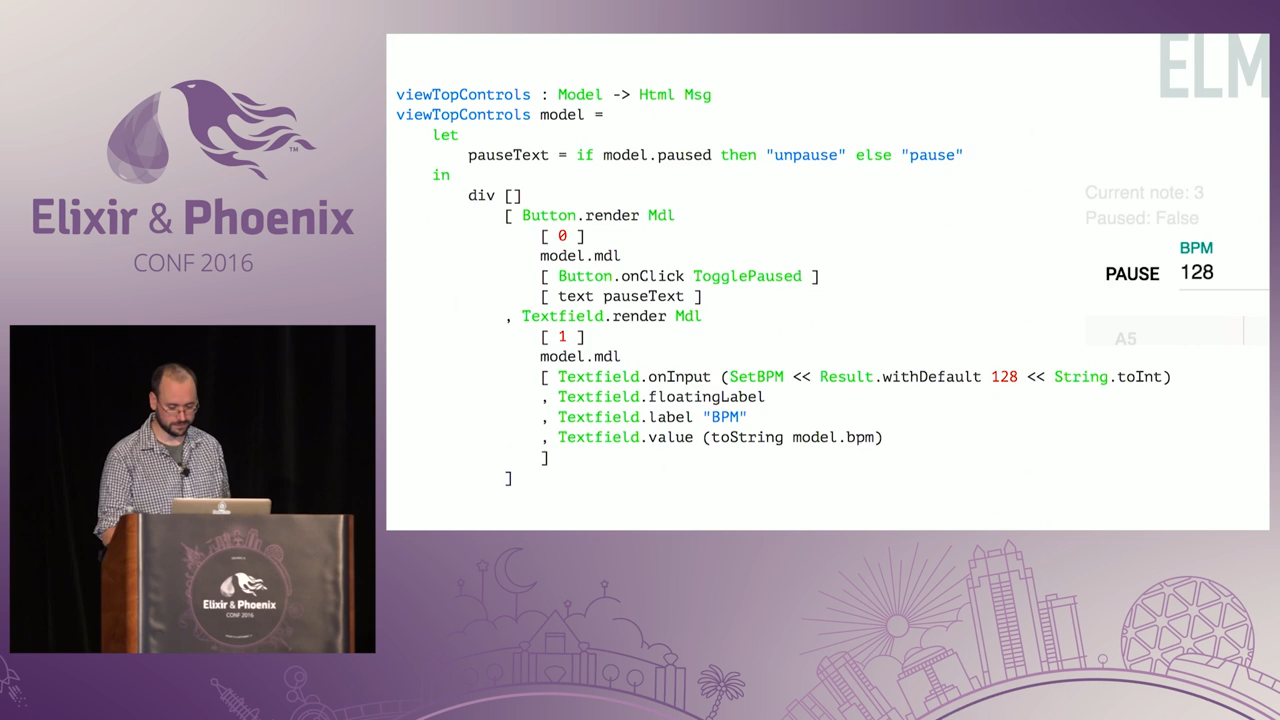 Elixir & Phoenix
TM
CONF 2016
ELM
viewTopControls : Model -> Html Msg
viewTopControls model =
let
pauseText = if model.paused then "unpause" else "pause"
in
div []
[ Button.render Mdl
[ 0 ]
model.mdl
[ Button.onClick TogglePaused ]
[ text pauseText ]
, Textfield.render Mdl
[ 1 ]
model.mdl
[ Textfield.onInput (SetBPM << Result.withDefault 128 << String.toInt)
, Textfield.floatingLabel
, Textfield.label "BPM"
, Textfield.value (toString model.bpm)
]
]
Current note: 3
Paused: False
BPM
PAUSE 128
A5
Elixir & Phoenix
CONF 2016